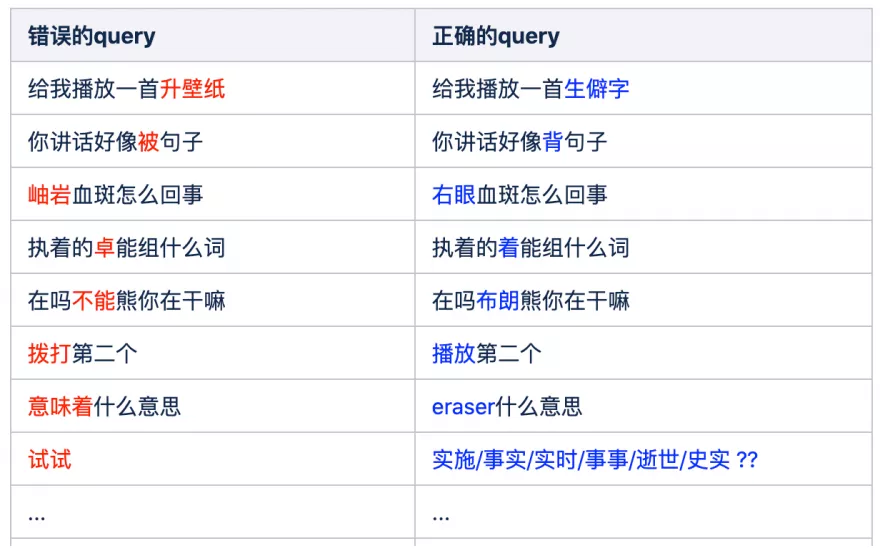 错误的query 正确的query
给我播放一首升壁纸 给我播放一首生僻字
你讲话好像被句子 你讲话好像背句子
岫岩血斑怎么回事 右眼血斑怎么回事
执着的卓能组什么词 执着的着能组什么词
在吗不能熊你在干嘛 在吗布朗熊你在干嘛
拨打第二个 播放第二个
意味着什么意思 eraser什么意思
试试 实施/事实/实时/事事/逝世/史实 ??
... ...